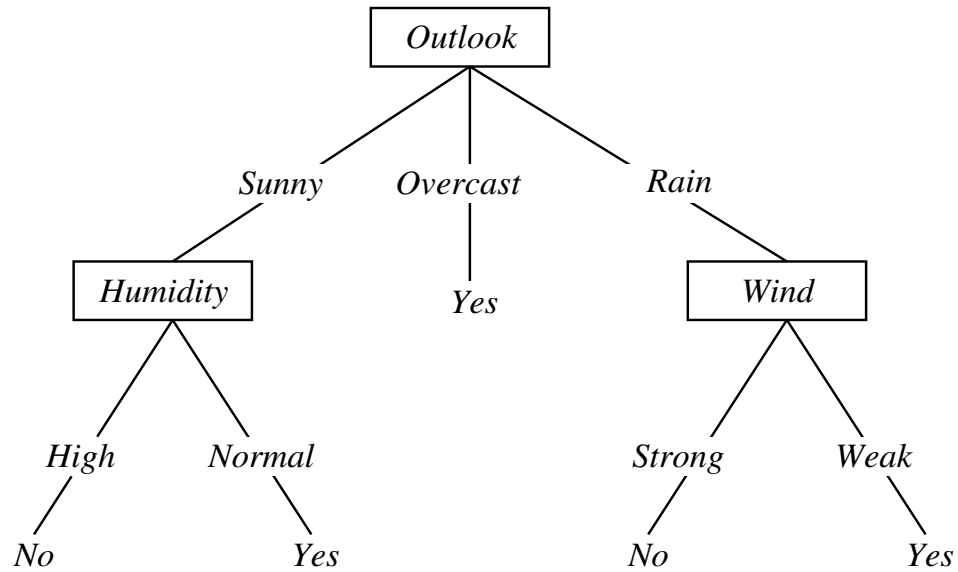 Outlook
Sunny Overcast Rain
Humidity Yes Wind
High Normal Strong Weak
No Yes No Yes